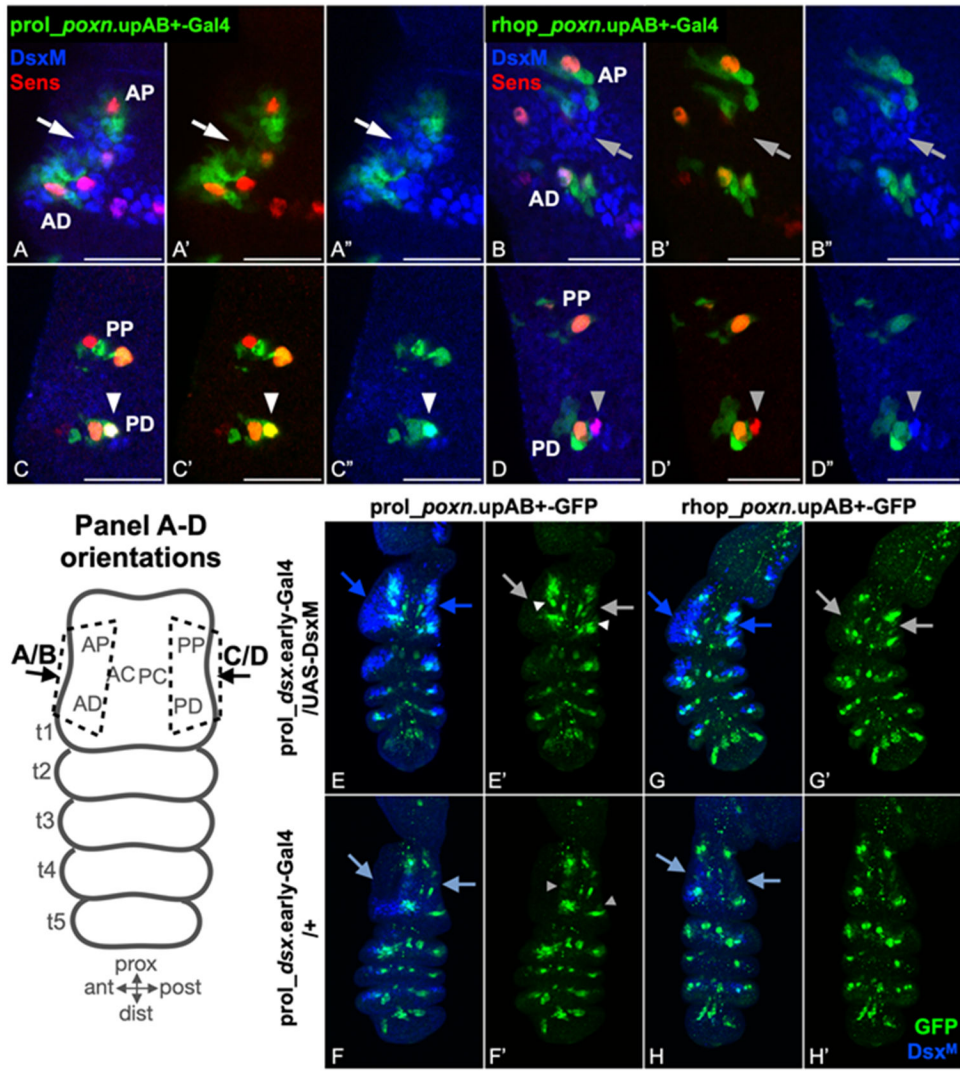 prol_poxn.upAB+-Gal4
rhop_poxn.upAB+-Gal4
DsxM
Sens
AP
AD
A
A'
A"
DsxM
Sens
AP
AD
B
B'
B"
PP
PD
C
C'
C"
PP
PD
D
D'
D"
Panel A-D
orientations
A/B
C/D
AP
PP
AC PC
AD
PD
t1
t2
t3
t4
t5
prox
ant post
dist
prol_poxn.upAB+-GFP
rhop_poxn.upAB+-GFP
prol_dsx.early-Gal4
/UAS-DsxM
E
E'
G
G'
prol_dsx.early-Gal4
/+
F
F'
H
H'
GFP
Dsxᴹ